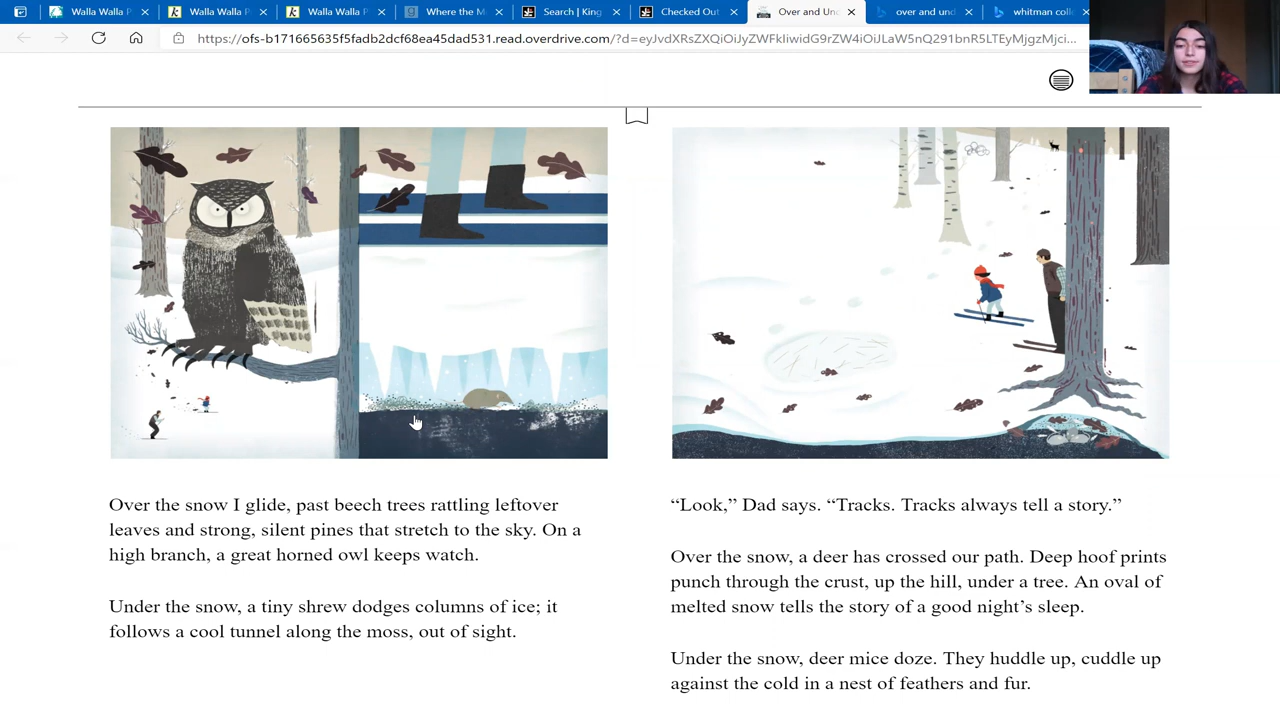 Walla Walla P
Walla Walla P
Walla Walla P
Where the M
Search | King
Checked Out
Over and Und
over and und
whitman coll
https://ofs-b171665635f5fadb2dcf68ea45dad531.read.overdrive.com/?d=eyJvdXRsZXQiOiJyZWFkIiwidG9rZW4iOiJLaW5nQ291bnR5LTEyMjgzMjci...
Over the snow I glide, past beech trees rattling leftover
leaves and strong, silent pines that stretch to the sky. On a
high branch, a great horned owl keeps watch.
Under the snow, a tiny shrew dodges columns of ice; it
follows a cool tunnel along the moss, out of sight.
“Look,” Dad says. “Tracks. Tracks always tell a story.”
Over the snow, a deer has crossed our path. Deep hoof prints
punch through the crust, up the hill, under a tree. An oval of
melted snow tells the story of a good night’s sleep.
Under the snow, deer mice doze. They huddle up, cuddle up
against the cold in a nest of feathers and fur.